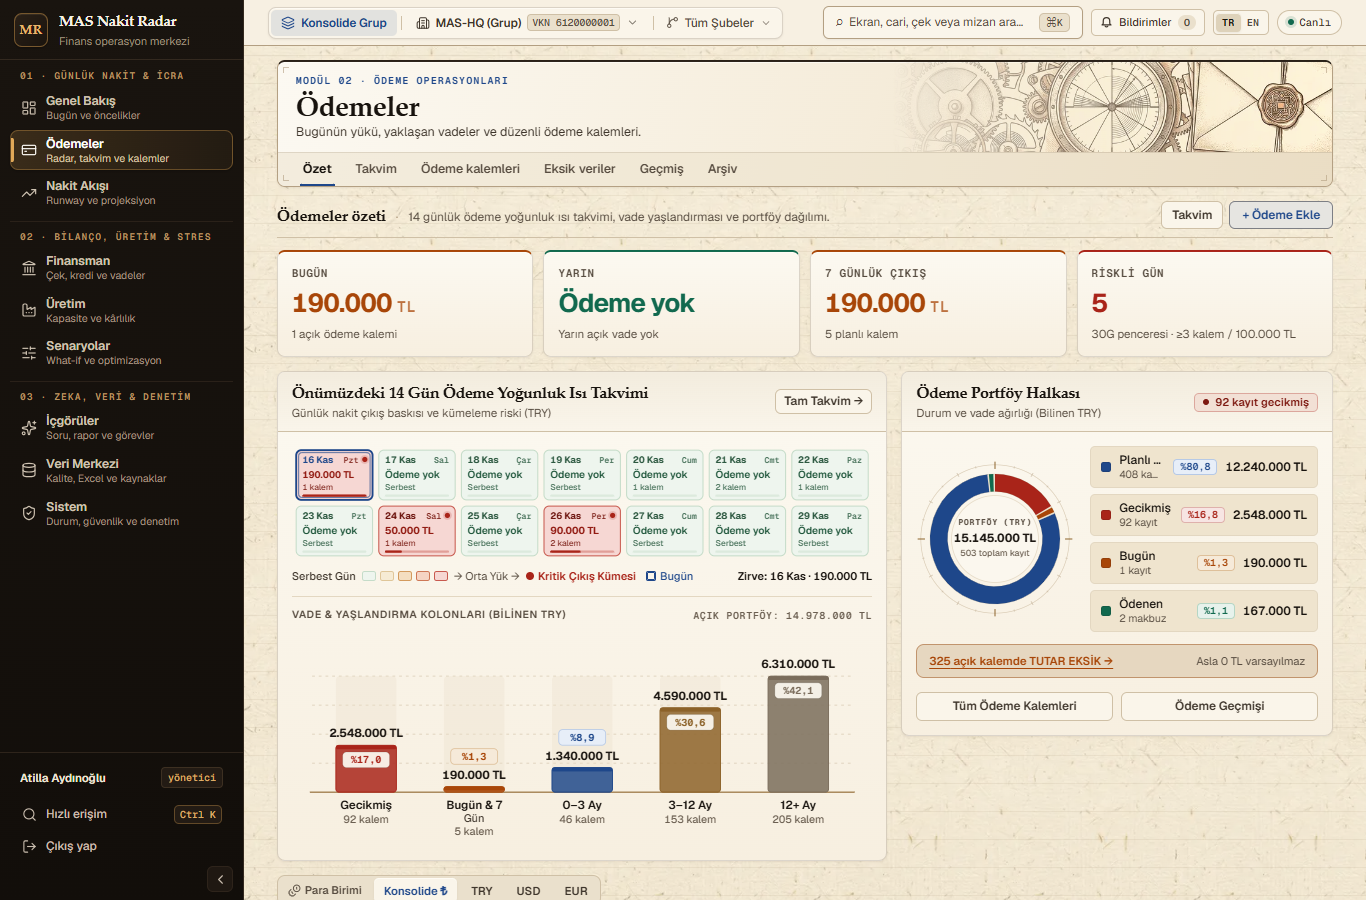 MR
MAS Nakit Radar
Finans operasyon merkezi
01 · GÜNLÜK NAKİT & İCRA
Genel Bakış
Bugün ve öncelikler
Ödemeler
Radar, takvim ve kalemler
Nakit Akışı
Runway ve projeksiyon
02 · BİLANÇO, ÜRETİM & STRES
Finansman
Çek, kredi ve vadeler
Üretim
Kapasite ve kârlılık
Senaryolar
What-if ve optimizasyon
03 · ZEKA, VERİ & DENETİM
İçgörüler
Soru, rapor ve görevler
Veri Merkezi
Kalite, Excel ve kaynaklar
Sistem
Durum, güvenlik ve denetim
Atilla Aydınoğlu yönetici
Hızlı erişim Ctrl K
Çıkış yap
Konsolide Grup MAS-HQ (Grup) VKN 6120000001 Tüm Şubeler
Ekran, cari, çek veya mizan ara… ⌘K Bildirimler 0 TR EN Canlı
MODÜL 02 · ÖDEME OPERASYONLARI
Ödemeler
Bugünün yükü, yaklaşan vadeler ve düzenli ödeme kalemleri.
Özet Takvim Ödeme kalemleri Eksik veriler Geçmiş Arşiv
Ödemeler özeti · 14 günlük ödeme yoğunluk ısı takvimi, vade yaşlandırması ve portföy dağılımı.
Takvim + Ödeme Ekle
BUGÜN
190.000 TL
1 açık ödeme kalemi
YARIN
Ödeme yok
Yarın açık vade yok
7 GÜNLÜK ÇIKIŞ
190.000 TL
5 planlı kalem
RİSKLİ GÜN
5
30G penceresi · ≥3 kalem / 100.000 TL
Önümüzdeki 14 Gün Ödeme Yoğunluk Isı Takvimi
Günlük nakit çıkış baskısı ve kümeleme riski (TRY)
Tam Takvim →
16 Kas Pzt
190.000 TL
1 kalem
17 Kas Sal
Ödeme yok
Serbest
18 Kas Çar
Ödeme yok
Serbest
19 Kas Per
Ödeme yok
1 kalem
20 Kas Cum
Ödeme yok
1 kalem
21 Kas Cmt
Ödeme yok
2 kalem
22 Kas Paz
Ödeme yok
1 kalem
23 Kas Pzt
Ödeme yok
Serbest
24 Kas Sal
50.000 TL
1 kalem
25 Kas Çar
Ödeme yok
Serbest
26 Kas Per
90.000 TL
2 kalem
27 Kas Cum
Ödeme yok
Serbest
28 Kas Cmt
Ödeme yok
Serbest
29 Kas Paz
Ödeme yok
Serbest
Serbest Gün → Orta Yük → Kritik Çıkış Kümesi Bugün Zirve: 16 Kas · 190.000 TL
VADE & YAŞLANDIRMA KOLONLARI (BİLİNEN TRY) AÇIK PORTFÖY: 14.978.000 TL
2.548.000 TL
%17,0
Gecikmiş
92 kalem
%1,3
190.000 TL
Bugün & 7
Gün
5 kalem
%8,9
1.340.000 TL
0–3 Ay
46 kalem
4.590.000 TL
%30,6
3–12 Ay
153 kalem
6.310.000 TL
%42,1
12+ Ay
205 kalem
Ödeme Portföy Halkası
Durum ve vade ağırlığı (Bilinen TRY)
92 kayıt gecikmiş
PORTFÖY (TRY)
15.145.000 TL
503 toplam kayıt
Planlı … %80,8 12.240.000 TL
408 ka…
Gecikmiş %16,8 2.548.000 TL
92 kayıt
Bugün %1,3 190.000 TL
1 kayıt
Ödenen %1,1 167.000 TL
2 makbuz
325 açık kalemde TUTAR EKSİK → Asla 0 TL varsayılmaz
Tüm Ödeme Kalemleri Ödeme Geçmişi
Para Birimi Konsolide ₺ TRY USD EUR